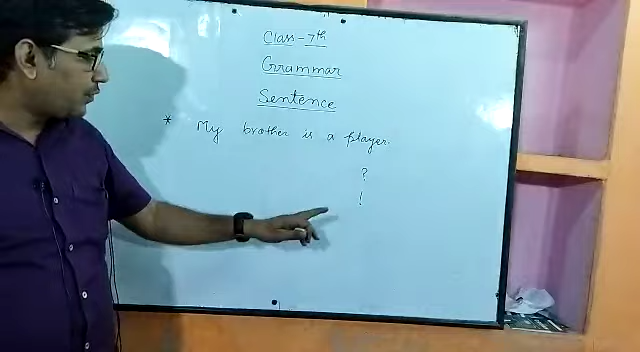 Class - 7th
Grammar
Sentence
* My brother is a player.
?
!